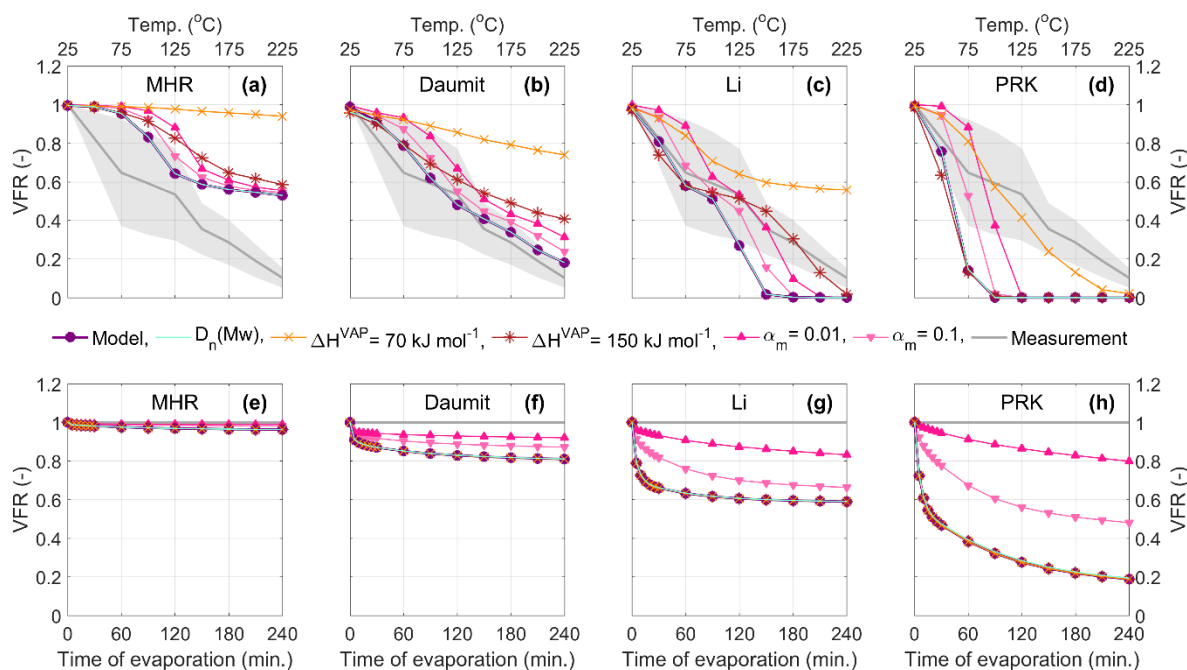 Temp. (°C) Temp. (°C) Temp. (°C) Temp. (°C)
25 75 125 175 225 25 75 125 175 225 25 75 125 175 225 25 75 125 175 225
1.2 MHR (a) Daumit (b) Li (c) PRK (d) 1.2
1 1
0.8 0.8
VFR (-) 0.6 0.6 VFR (-)
0.4 0.4
0.2 0.2
0 0
Model, D_n(Mw), ΔH^VAP= 70 kJ mol^-1, ΔH^VAP= 150 kJ mol^-1, α_m= 0.01, α_m= 0.1, Measurement
1.2 MHR (e) Daumit (f) Li (g) PRK (h) 1.2
1 1
0.8 0.8
VFR (-) 0.6 0.6 VFR (-)
0.4 0.4
0.2 0.2
0 0
0 60 120 180 240 0 60 120 180 240 0 60 120 180 240 0 60 120 180 240
Time of evaporation (min.) Time of evaporation (min.) Time of evaporation (min.) Time of evaporation (min.)